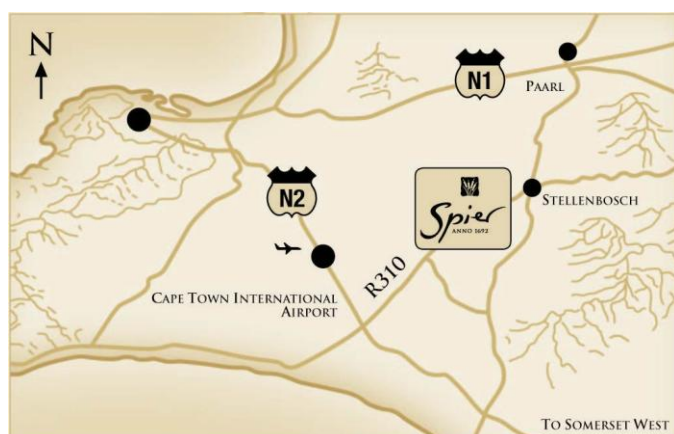 N
N1
PAARL
N2
Spier
ANNO 1692
STELLENBOSCH
R310
CAPE TOWN INTERNATIONAL
AIRPORT
TO SOMERSET WEST